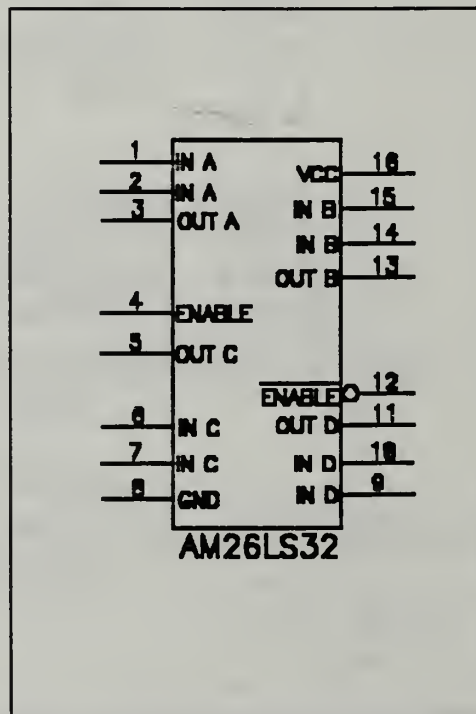 1 IN A
2 IN A
3 OUT A
4 ENABLE
5 OUT C
6 IN C
7 IN C
8 GND
VCC 16
IN B 15
IN B 14
OUT B 13
ENABLE 12
OUT D 11
IN D 10
IN D 9
AM26LS32